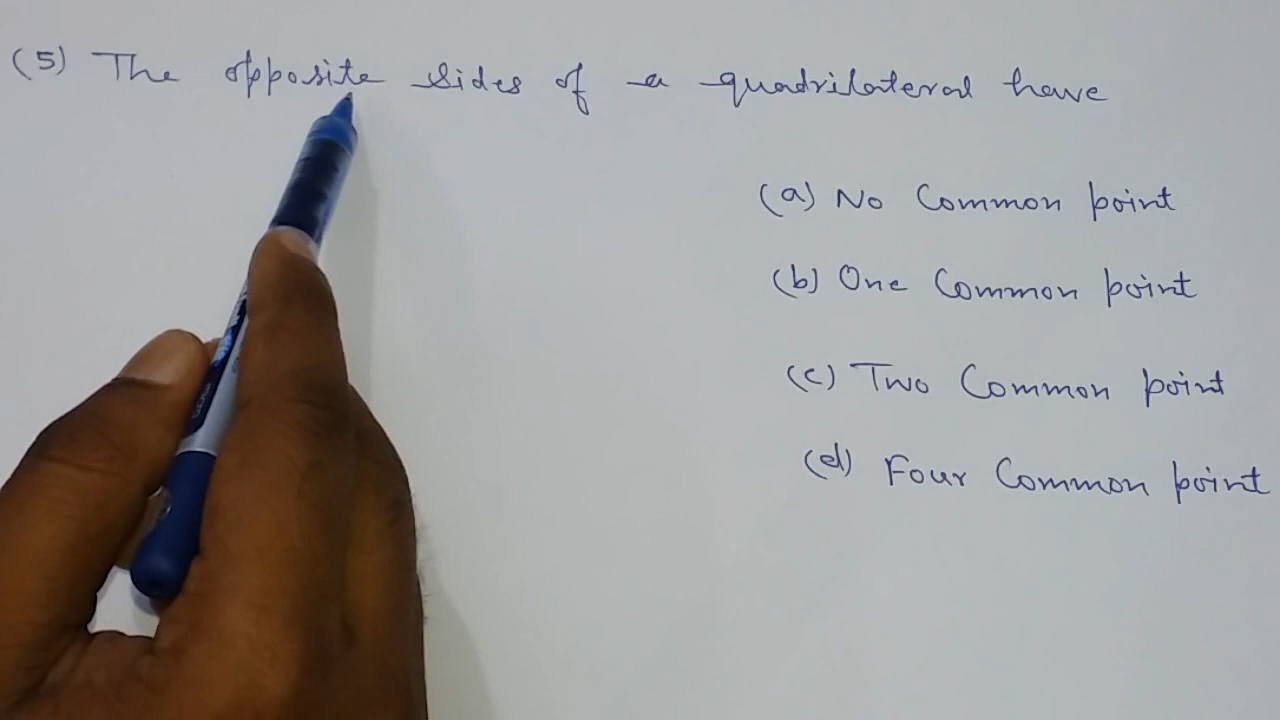 (5) The opposite sides of a quadrilateral have
(a) No Common point
(b) One Common point
(c) Two Common point
(d) Four Common point